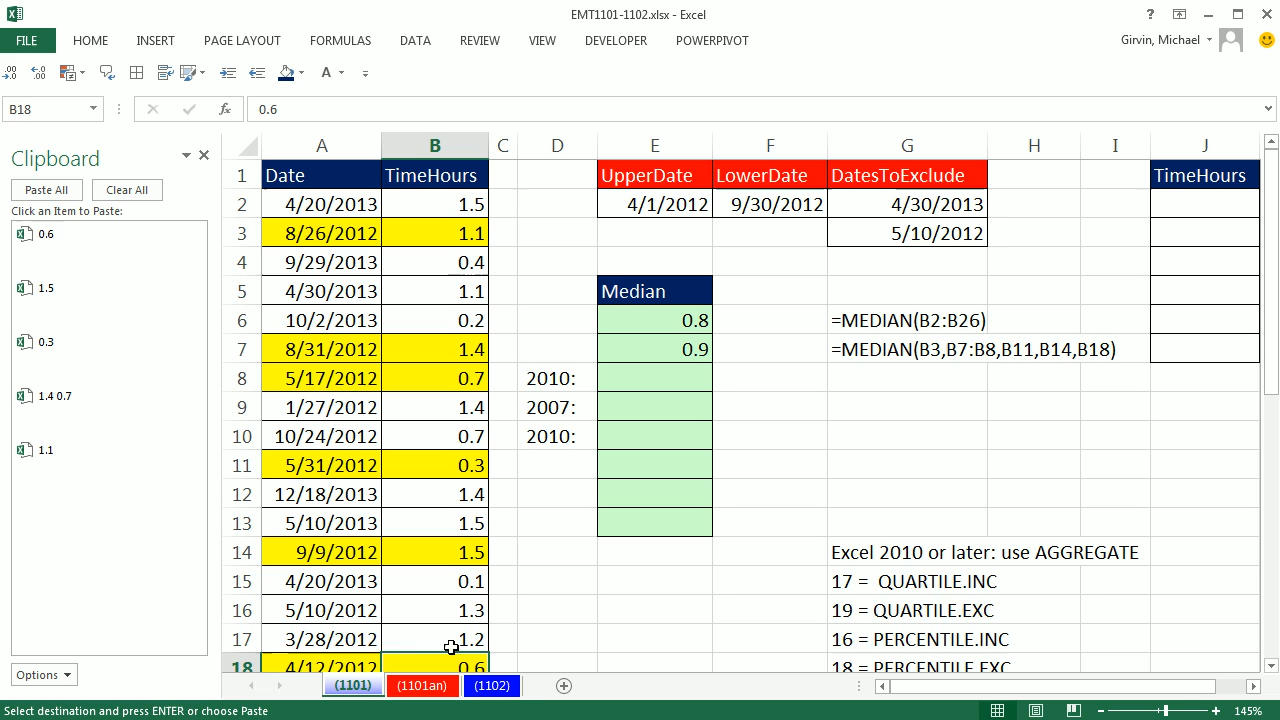 EMT1101-1102.xlsx - Excel
FILE HOME INSERT PAGE LAYOUT FORMULAS DATA REVIEW VIEW DEVELOPER POWERPIVOT Girvin, Michael
B18 fx 0.6
Clipboard
Paste All Clear All
Click an Item to Paste:
0.6
1.5
0.3
1.4 0.7
1.1
Options
A B C D E F G H I J
1 Date TimeHours UpperDate LowerDate DatesToExclude TimeHours
2 4/20/2013 1.5 4/1/2012 9/30/2012 4/30/2013
3 8/26/2012 1.1 5/10/2012
4 9/29/2013 0.4
5 4/30/2013 1.1 Median
6 10/2/2013 0.2 0.8 =MEDIAN(B2:B26)
7 8/31/2012 1.4 0.9 =MEDIAN(B3,B7:B8,B11,B14,B18)
8 5/17/2012 0.7 2010:
9 1/27/2012 1.4 2007:
10 10/24/2012 0.7 2010:
11 5/31/2012 0.3
12 12/18/2013 1.4
13 5/10/2013 1.5
14 9/9/2012 1.5 Excel 2010 or later: use AGGREGATE
15 4/20/2013 0.1 17 = QUARTILE.INC
16 5/10/2012 1.3 19 = QUARTILE.EXC
17 3/28/2012 1.2 16 = PERCENTILE.INC
18 4/12/2012 0.6 18 = PERCENTILE.EXC
(1101) (1101an) (1102)
Select destination and press ENTER or choose Paste 145%